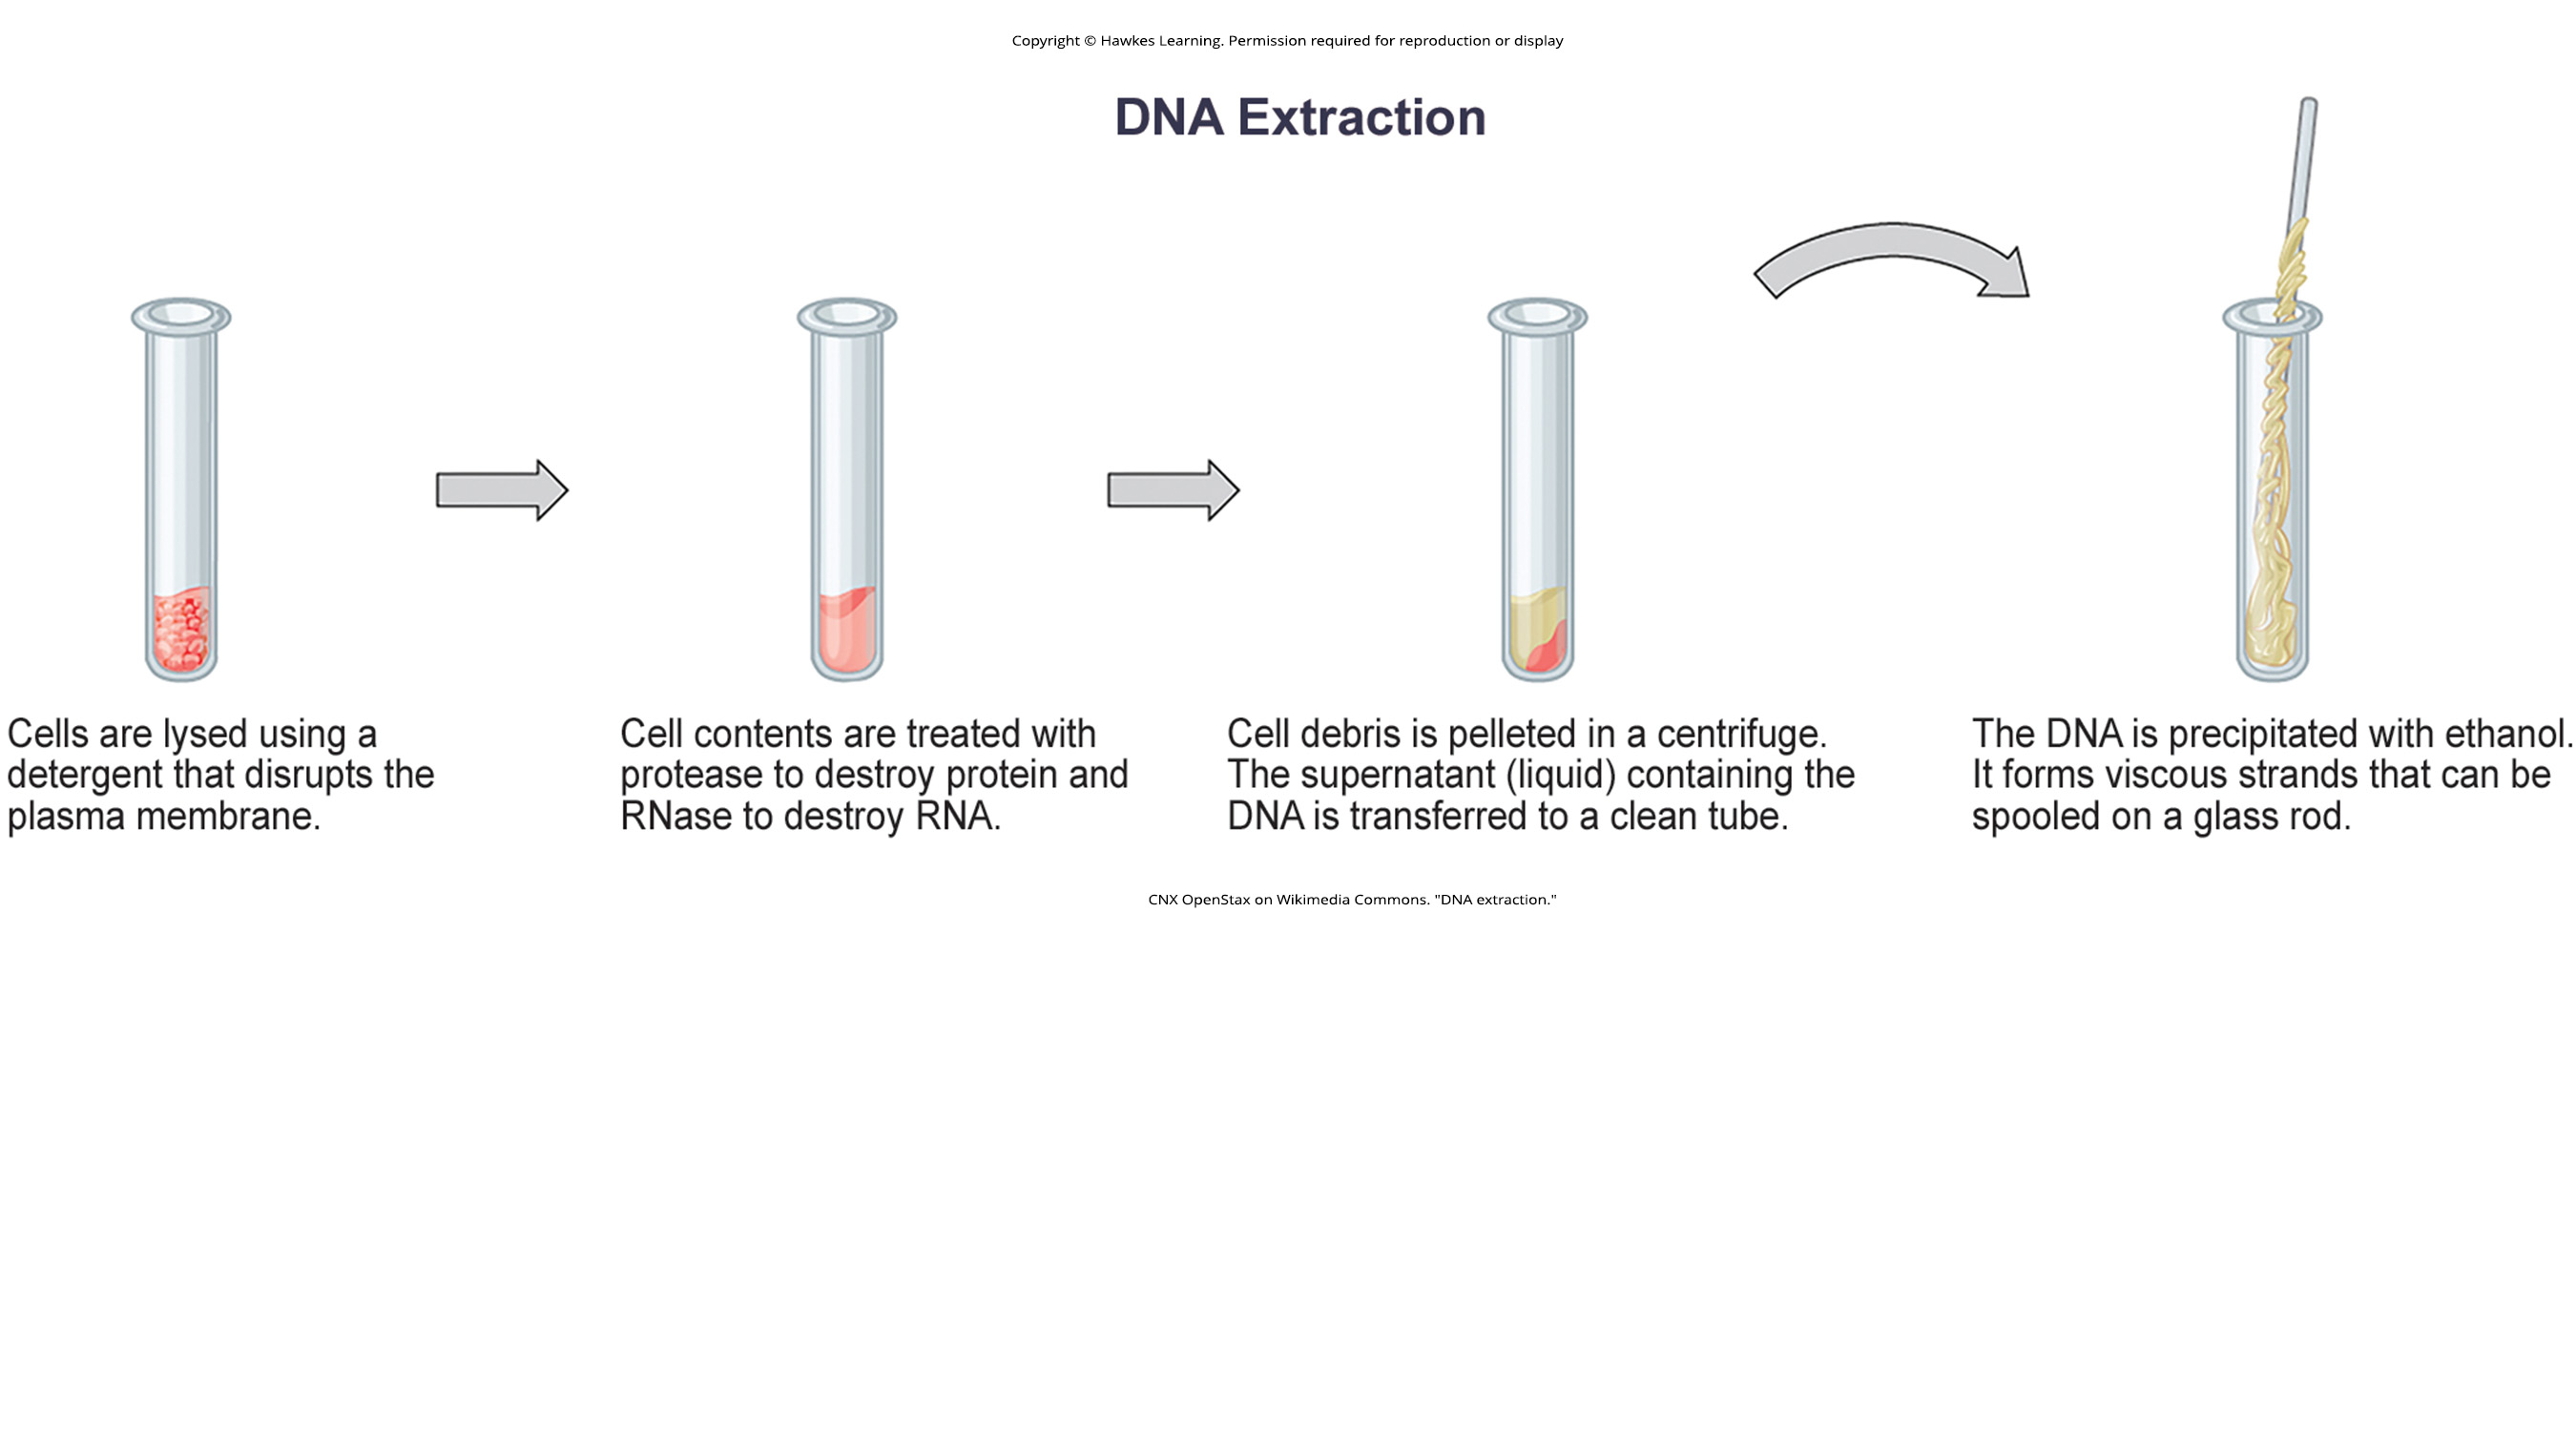 Copyright © Hawkes Learning. Permission required for reproduction or display
DNA Extraction
Cells are lysed using a
detergent that disrupts the
plasma membrane.
Cell contents are treated with
protease to destroy protein and
RNase to destroy RNA.
Cell debris is pelleted in a centrifuge.
The supernatant (liquid) containing the
DNA is transferred to a clean tube.
The DNA is precipitated with ethanol.
It forms viscous strands that can be
spooled on a glass rod.
CNX OpenStax on Wikimedia Commons. "DNA extraction."